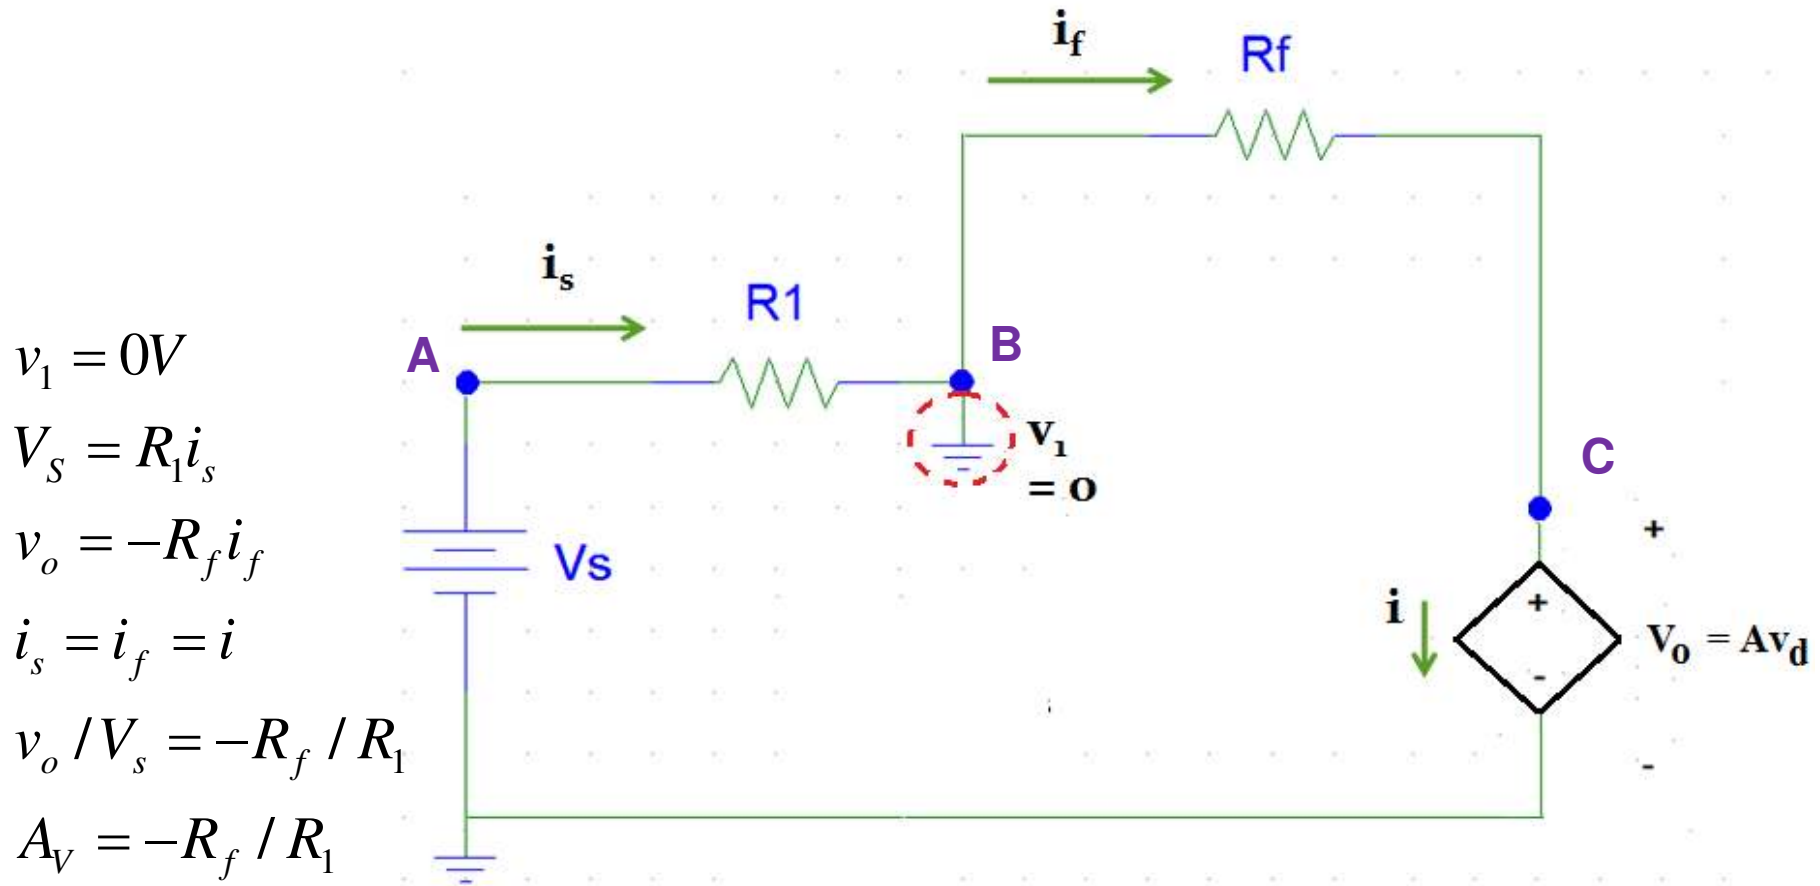 i_f
Rf
i_s
R1
A
B
v_1 = 0V
V_S = R_1 i_s
v_o = -R_f i_f
i_s = i_f = i
v_o / V_s = -R_f / R_1
A_V = -R_f / R_1
v_1
= 0
C
Vs
+
i
+
-
V_o = Av_d
-